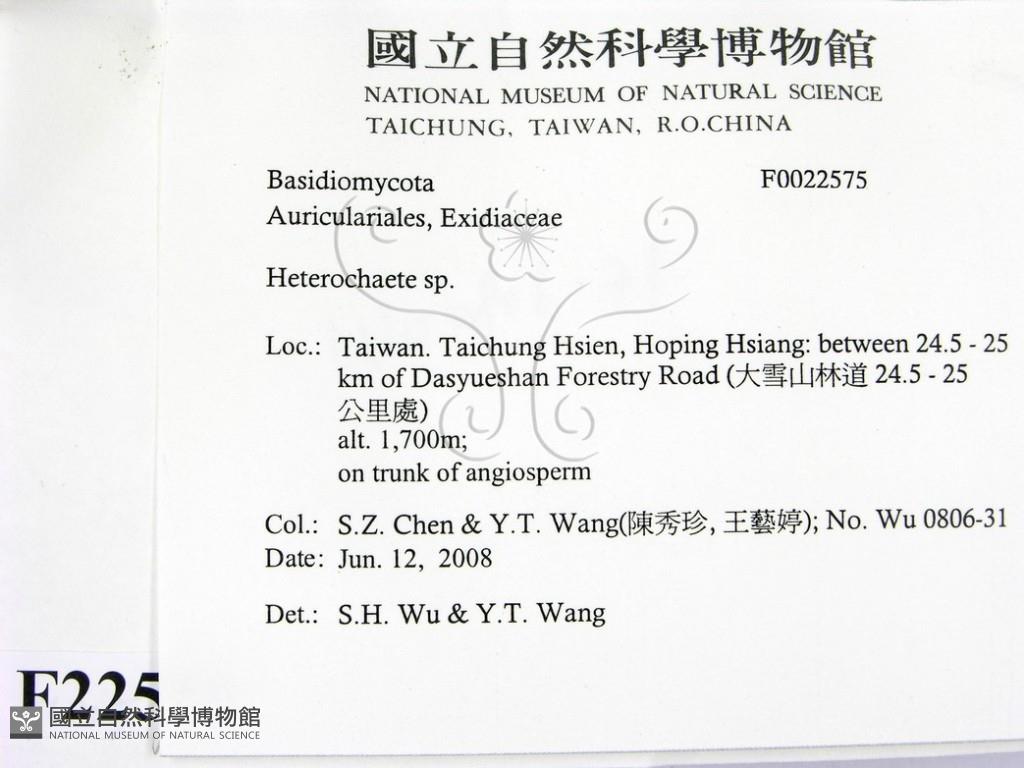 國立自然科學博物館
NATIONAL MUSEUM OF NATURAL SCIENCE
TAICHUNG, TAIWAN, R.O.CHINA
Basidiomycota F0022575
Auriculariales, Exidiaceae
Heterochaete sp.
Loc.: Taiwan. Taichung Hsien, Hoping Hsiang: between 24.5 - 25
km of Dasyueshan Forestry Road (大雪山林道 24.5 - 25
公里處)
alt. 1,700m;
on trunk of angiosperm
Col.: S.Z. Chen & Y.T. Wang(陳秀珍, 王藝婷); No. Wu 0806-31
Date: Jun. 12, 2008
Det.: S.H. Wu & Y.T. Wang
F225
國立自然科學博物館
NATIONAL MUSEUM OF NATURAL SCIENCE